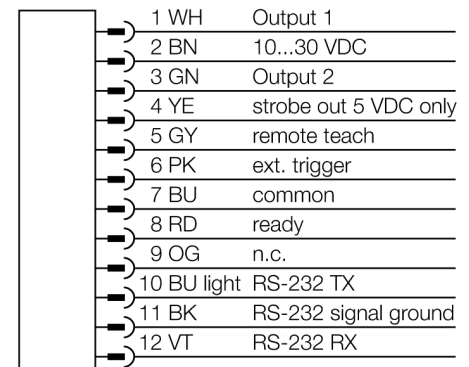 1 WH Output 1
2 BN 10...30 VDC
3 GN Output 2
4 YE strobe out 5 VDC only
5 GY remote teach
6 PK ext. trigger
7 BU common
8 RD ready
9 OG n.c.
10 BU light RS-232 TX
11 BK RS-232 signal ground
12 VT RS-232 RX